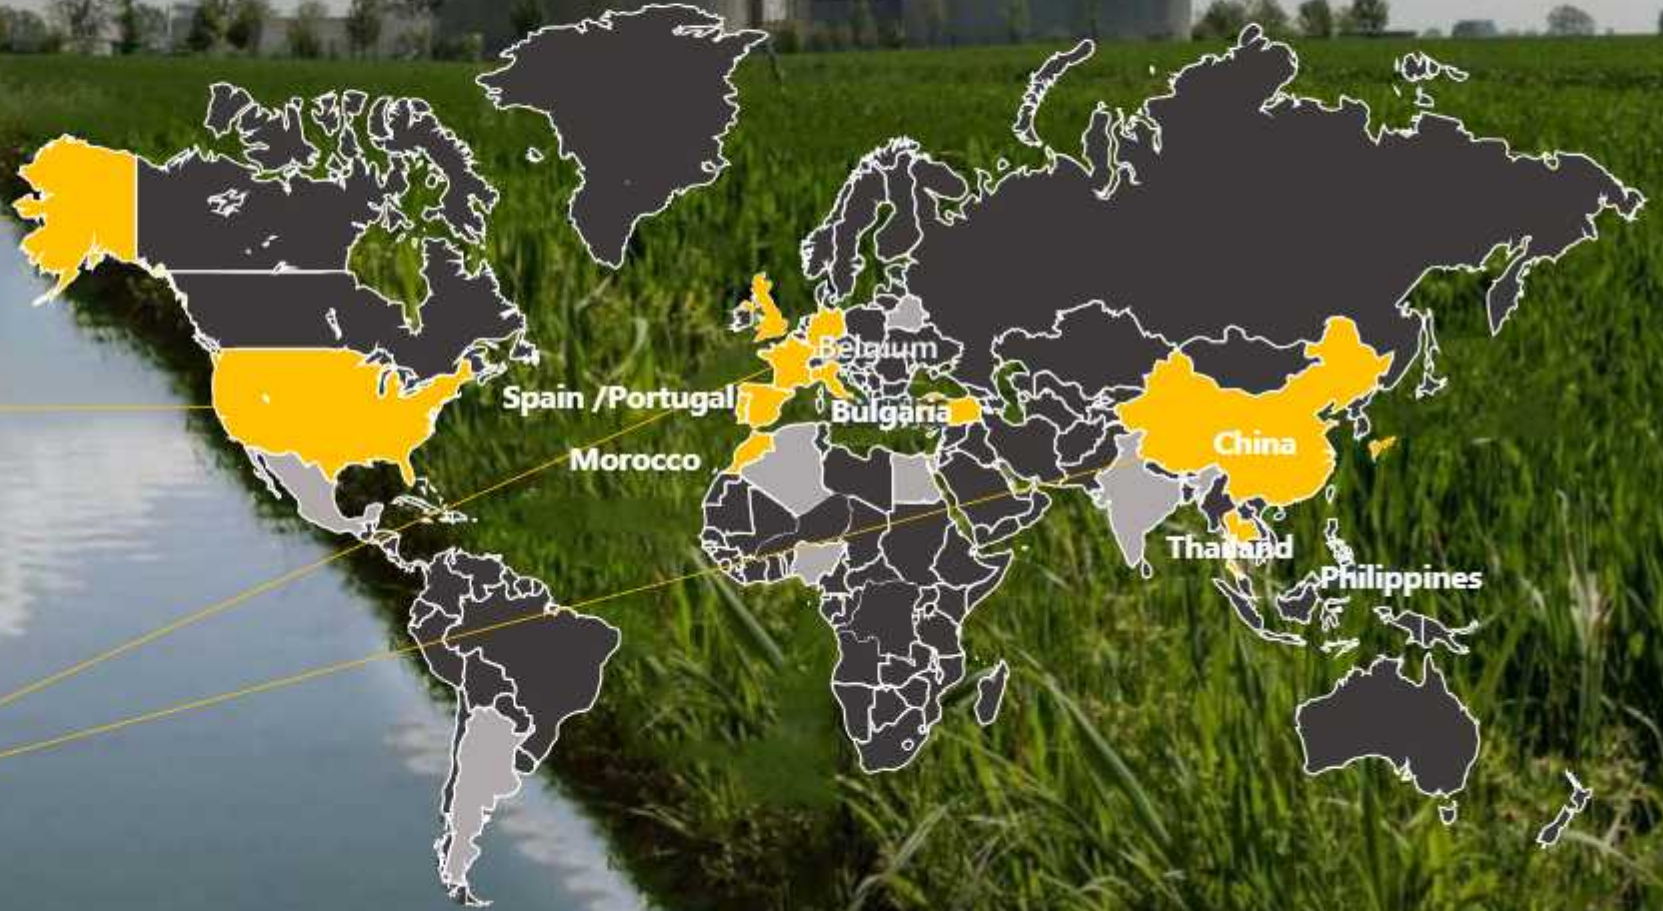 Belgium
Spain /Portugal
Bulgaria
Morocco
China
Thailand
Philippines